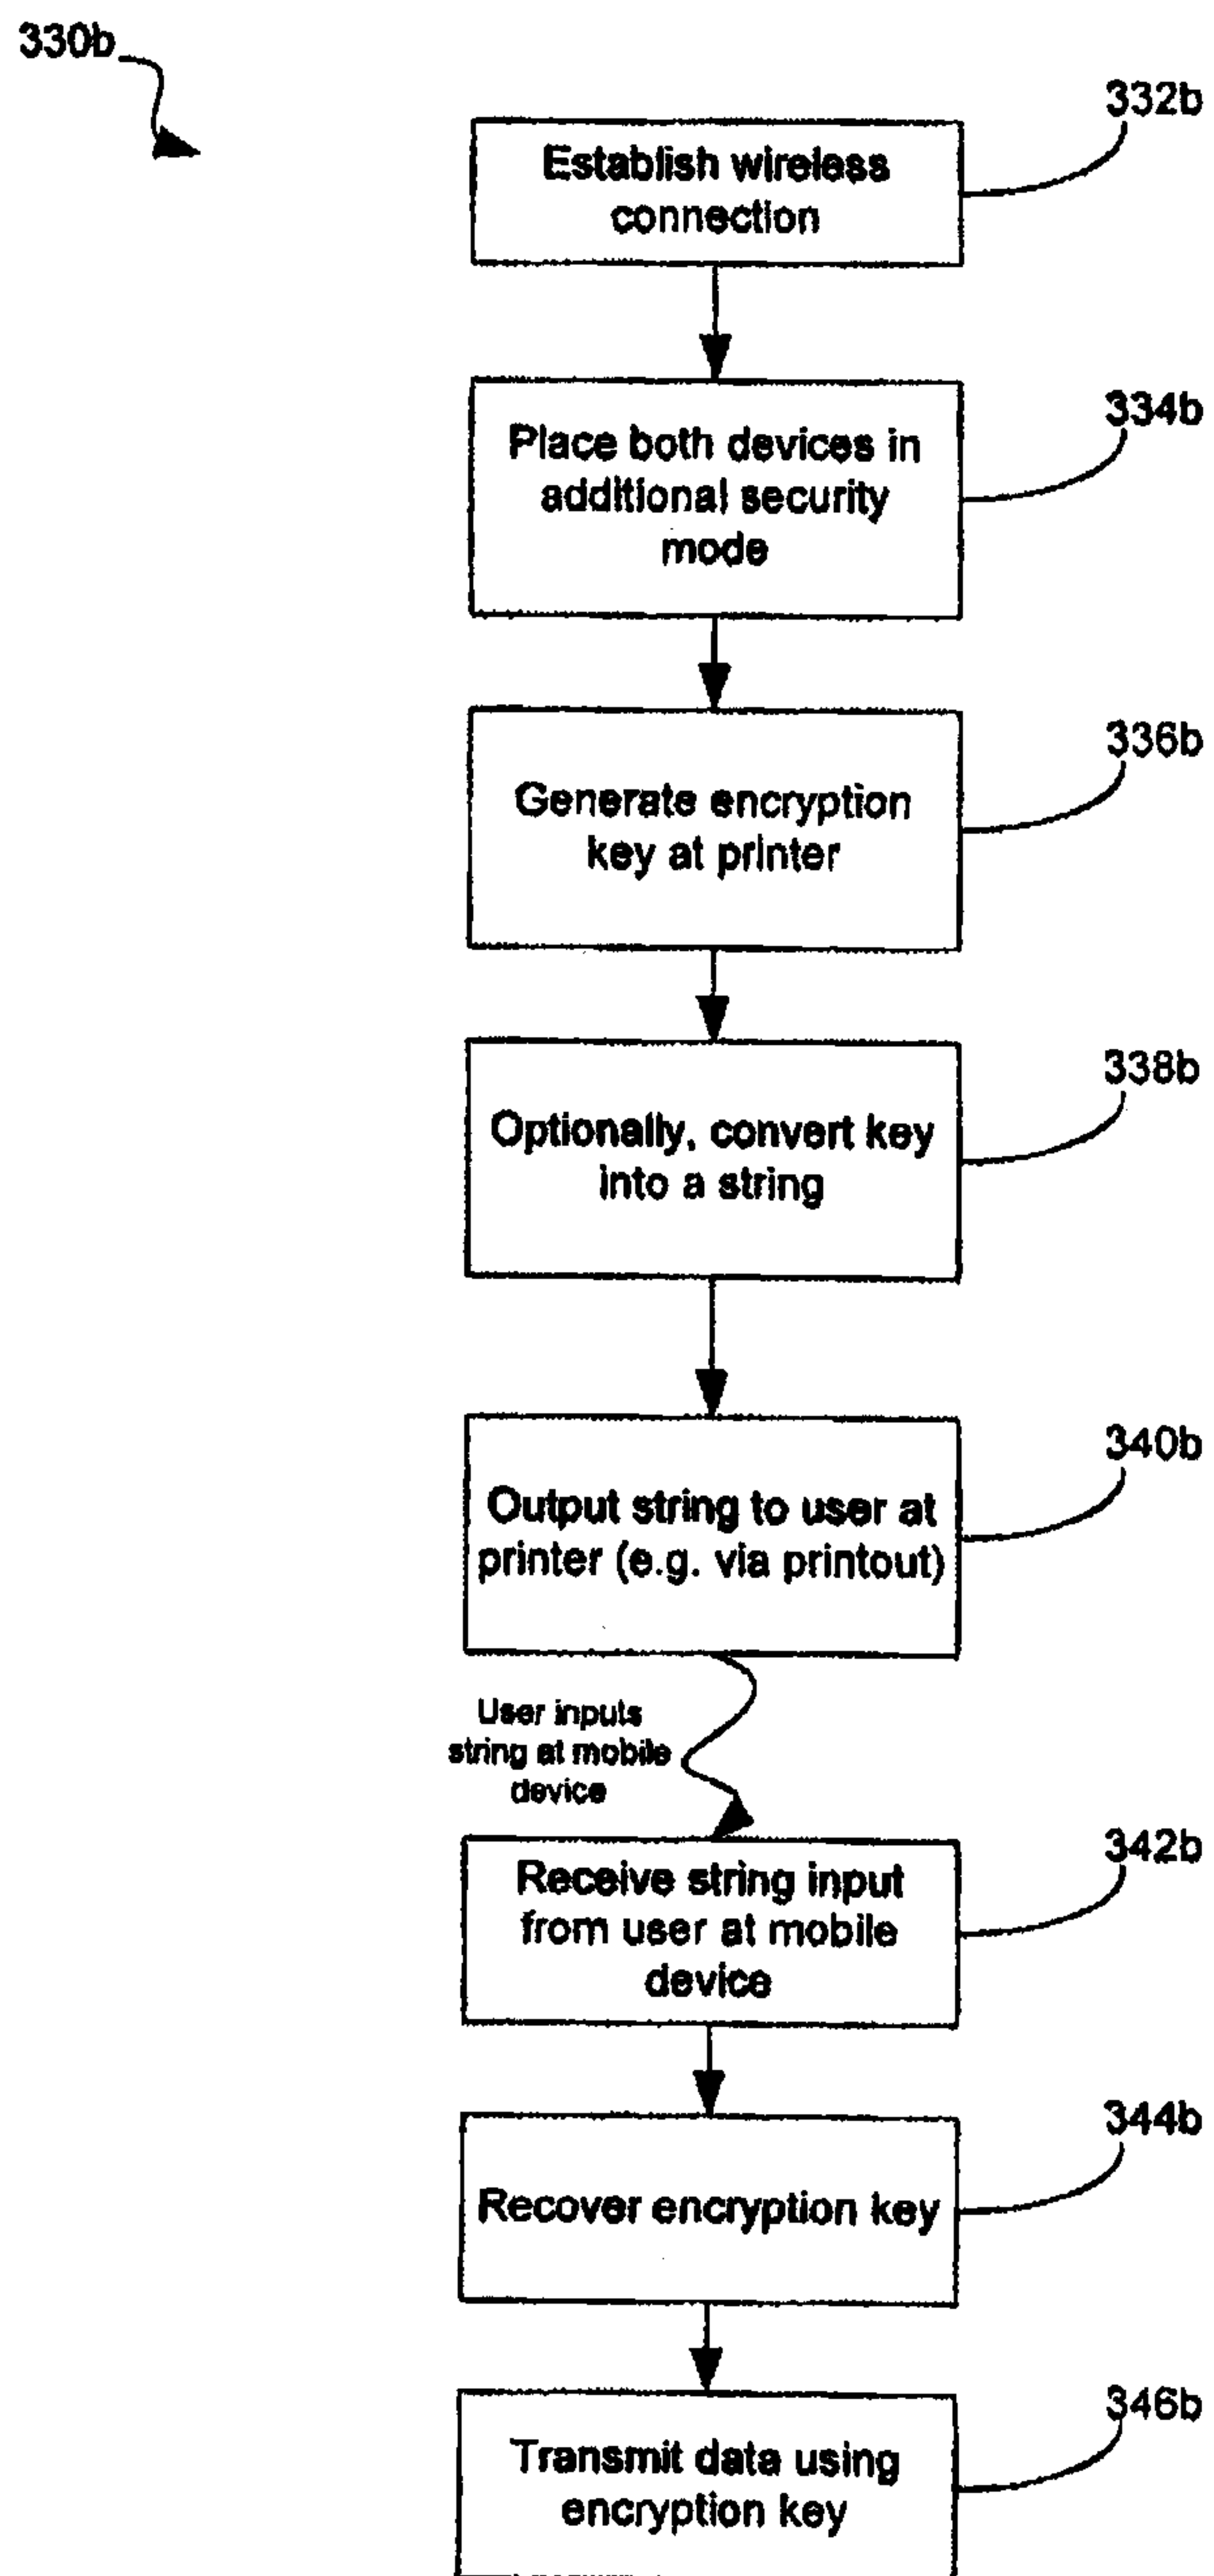 330b
332b
Establish wireless
connection
334b
Place both devices in
additional security
mode
336b
Generate encryption
key at printer
338b
Optionally, convert key
into a string
340b
Output string to user at
printer (e.g. via printout)
User inputs
string at mobile
device
342b
Receive string input
from user at mobile
device
344b
Recover encryption key
346b
Transmit data using
encryption key